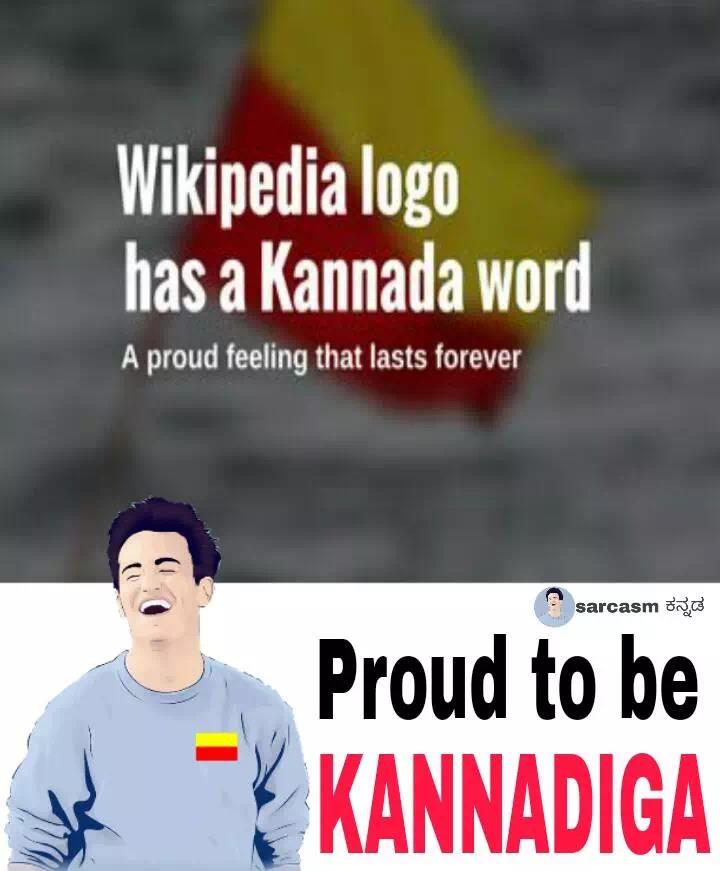 Wikipedia logo
has a Kannada word
A proud feeling that lasts forever
sarcasm ಕನ್ನಡ
Proud to be
KANNADIGA